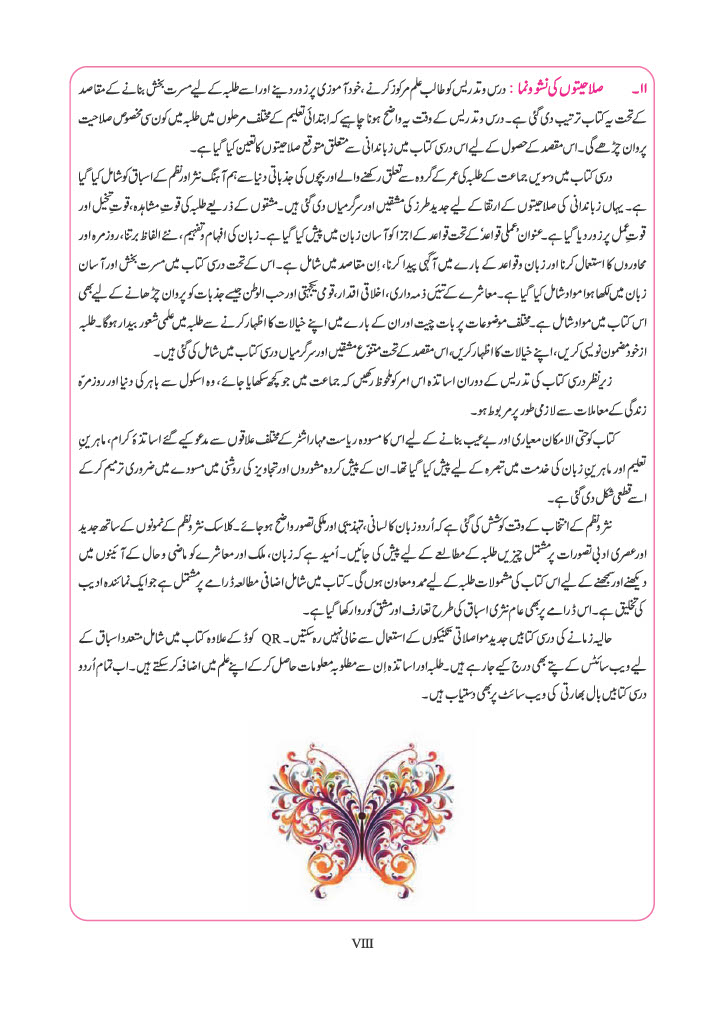 ۱۱۔ صلاحیتوں کی نشوونما : درس و تدریس کو طالب علم مرکوز کرنے، خود آموزی پر زور دینے اور اسے طلبہ کے لیے مسرت بخش بنانے کے مقاصد
کے تحت یہ کتاب ترتیب دی گئی ہے۔ درس و تدریس کے وقت یہ واضح ہونا چاہیے کہ ابتدائی تعلیم کے مختلف مرحلوں میں طلبہ میں کون سی مخصوص صلاحیت
پروان چڑھے گی۔ اس مقصد کے حصول کے لیے اس درسی کتاب میں زباندانی سے متعلق متوقع صلاحیتوں کا تعین کیا گیا ہے۔
درسی کتاب میں دسویں جماعت کے طلبہ کی عمر کے گروہ سے تعلق رکھنے والے اور بچوں کی جذباتی دنیا سے ہم آہنگ نثر اور نظم کے اسباق کو شامل کیا گیا
ہے۔ یہاں زباندانی کی صلاحیتوں کے ارتقا کے لیے جدید طرز کی مشقیں اور سرگرمیاں دی گئی ہیں۔ مشقوں کے ذریعے طلبہ کی قوتِ مشاہدہ، قوتِ تخیل اور
قوتِ عمل پر زور دیا گیا ہے۔ عنوان 'عملی قواعد' کے تحت قواعد کے اجزا کو آسان زبان میں پیش کیا گیا ہے۔ زبان کی افہام و تفہیم، نئے الفاظ برتنا، روزمرہ اور
محاوروں کا استعمال کرنا اور زبان و قواعد کے بارے میں آگہی پیدا کرنا، اِن مقاصد میں شامل ہے۔ اس کے تحت درسی کتاب میں مسرت بخش اور آسان
زبان میں لکھا ہوا مواد شامل کیا گیا ہے۔ معاشرے کے تئیں ذمہ داری، اخلاقی اقدار، قومی یکجہتی اور حب الوطن جیسے جذبات کو پروان چڑھانے کے لیے بھی
اس کتاب میں مواد شامل ہے۔ مختلف موضوعات پر بات چیت اور ان کے بارے میں اپنے خیالات کا اظہار کرنے سے طلبہ میں علمی شعور بیدار ہوگا۔ طلبہ
از خود مضمون نویسی کریں، اپنے خیالات کا اظہار کریں، اس مقصد کے تحت متنوّع مشقیں اور سرگرمیاں درسی کتاب میں شامل کی گئی ہیں۔
زیرِ نظر درسی کتاب کی تدریس کے دوران اساتذہ اس امر کو ملحوظ رکھیں کہ جماعت میں جو کچھ سکھایا جائے، وہ اسکول سے باہر کی دنیا اور روزمرّہ
زندگی کے معاملات سے لازمی طور پر مربوط ہو۔
کتاب کو حتی الامکان معیاری اور بے عیب بنانے کے لیے اس کا مسودہ ریاست مہاراشٹر کے مختلف علاقوں سے مدعو کیے گئے اساتذۂ کرام، ماہرینِ
تعلیم اور ماہرینِ زبان کی خدمت میں تبصرہ کے لیے پیش کیا گیا تھا۔ ان کے پیش کردہ مشوروں اور تجاویز کی روشنی میں مسودے میں ضروری ترمیم کر کے
اسے قطعی شکل دی گئی ہے۔
نثر و نظم کے انتخاب کے وقت کوشش کی گئی ہے کہ اُردو زبان کا لسانی، تہذیبی اور ملکی تصور واضح ہو جائے۔ کلاسک نثر و نظم کے نمونوں کے ساتھ جدید
اور عصری ادبی تصورات پر مشتمل چیزیں طلبہ کے مطالعے کے لیے پیش کی جائیں۔ اُمید ہے کہ زبان، ملک اور معاشرے کو ماضی و حال کے آئینوں میں
دیکھنے اور سمجھنے کے لیے اس کتاب کی مشمولات طلبہ کے لیے ممد و معاون ہوں گی۔ کتاب میں شامل اضافی مطالعہ ڈرامے پر مشتمل ہے جو ایک نمائندہ ادیب
کی تخلیق ہے۔ اس ڈرامے پر بھی عام نثری اسباق کی طرح تعارف اور مشق کو روا رکھا گیا ہے۔
حالیہ زمانے کی درسی کتابیں جدید مواصلاتی تکنیکوں کے استعمال سے خالی نہیں رہ سکتیں۔ QR کوڈ کے علاوہ کتاب میں شامل متعدد اسباق کے
لیے ویب سائٹس کے پتے بھی درج کیے جارہے ہیں۔ طلبہ اور اساتذہ اِن سے مطلوبہ معلومات حاصل کر کے اپنے علم میں اضافہ کر سکتے ہیں۔ اب تمام اُردو
درسی کتابیں بال بھارتی کی ویب سائٹ پر بھی دستیاب ہیں۔
VIII